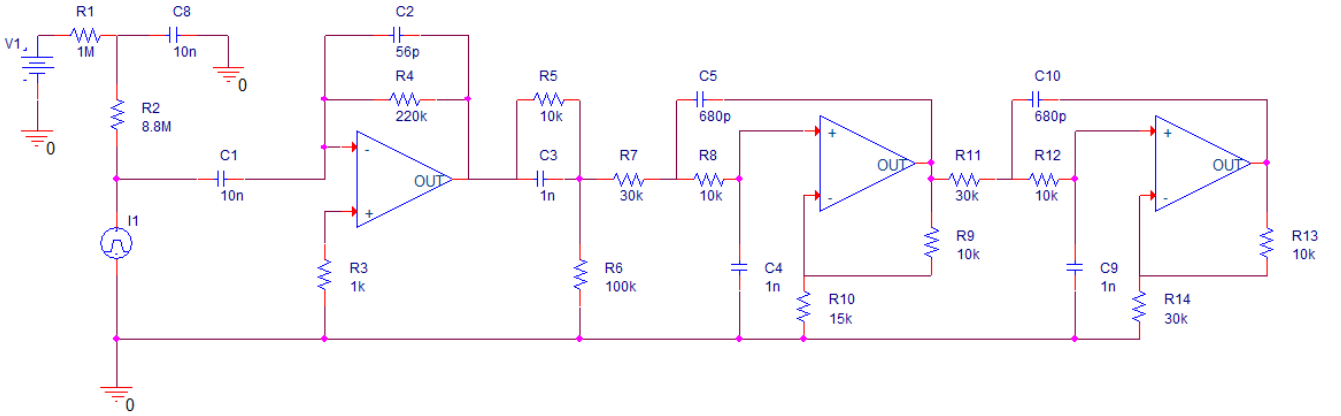 V1
R1
1M
C8
10n
0
0
R2
8.8M
C1
10n
I1
0
C2
56p
R4
220k
-
+
OUT
R3
1k
R5
10k
C3
1n
R6
100k
R7
30k
C5
680p
R8
10k
C4
1n
+
-
OUT
R9
10k
R10
15k
R11
30k
C10
680p
R12
10k
C9
1n
+
-
OUT
R13
10k
R14
30k